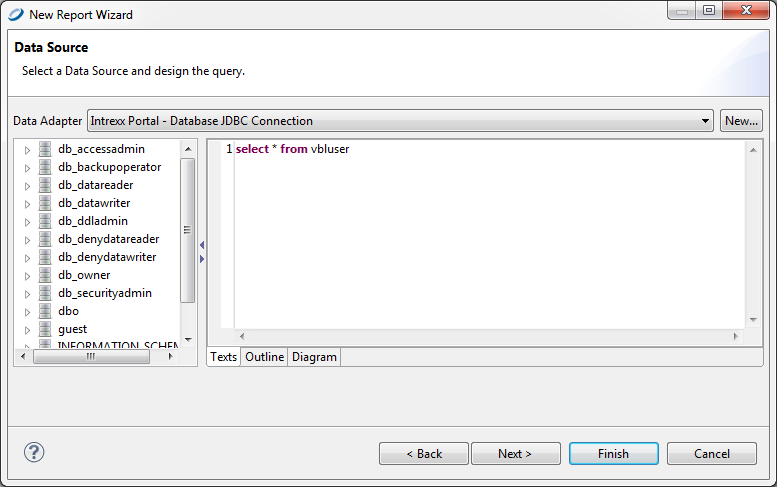 New Report Wizard
Data Source
Select a Data Source and design the query.
Data Adapter Intrexx Portal - Database JDBC Connection New...
db_accessadmin
db_backupoperator
db_datareader
db_datawriter
db_ddladmin
db_denydatareader
db_denydatawriter
db_owner
db_securityadmin
dbo
guest
INFORMATION_SCHEM
1 select * from vbluser
Texts Outline Diagram
? < Back Next > Finish Cancel